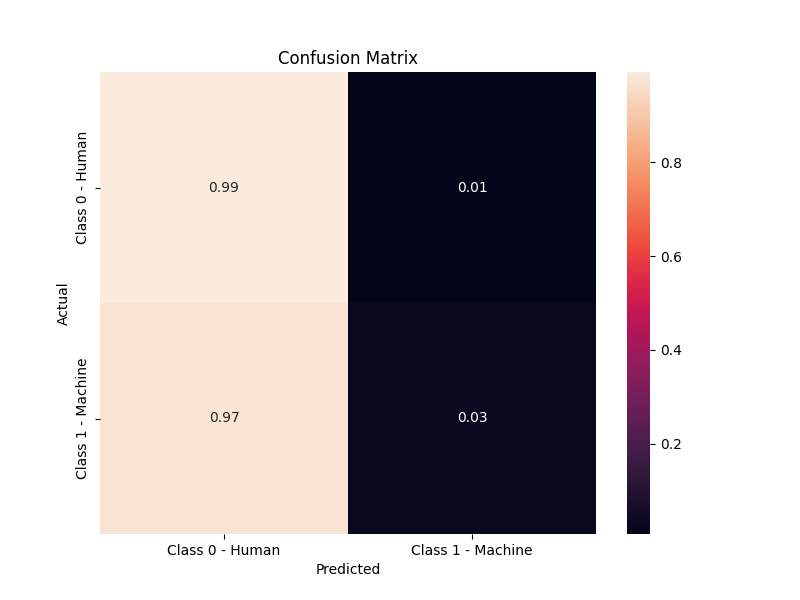 Confusion Matrix
Class 0 - Human
0.99
0.01
0.8
0.6
Actual
0.4
Class 1 - Machine
0.97
0.03
0.2
Class 0 - Human
Class 1 - Machine
Predicted